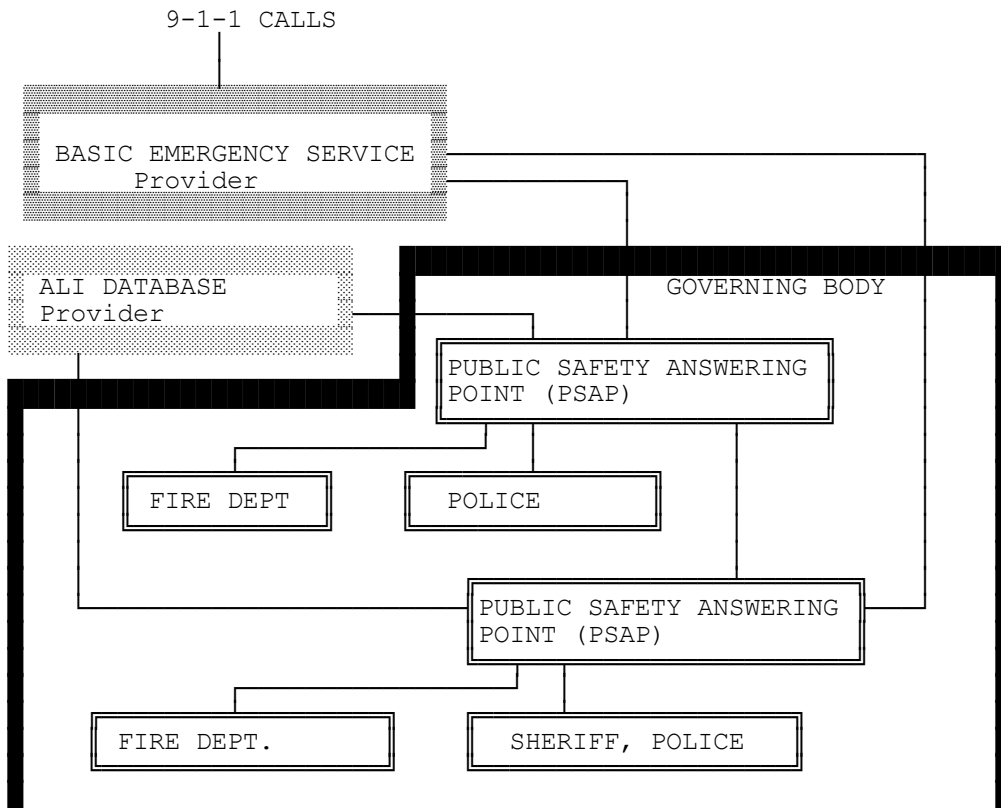 9-1-1 CALLS
BASIC EMERGENCY SERVICE
Provider
ALI DATABASE
Provider
GOVERNING BODY
PUBLIC SAFETY ANSWERING
POINT (PSAP)
FIRE DEPT
POLICE
PUBLIC SAFETY ANSWERING
POINT (PSAP)
FIRE DEPT.
SHERIFF, POLICE